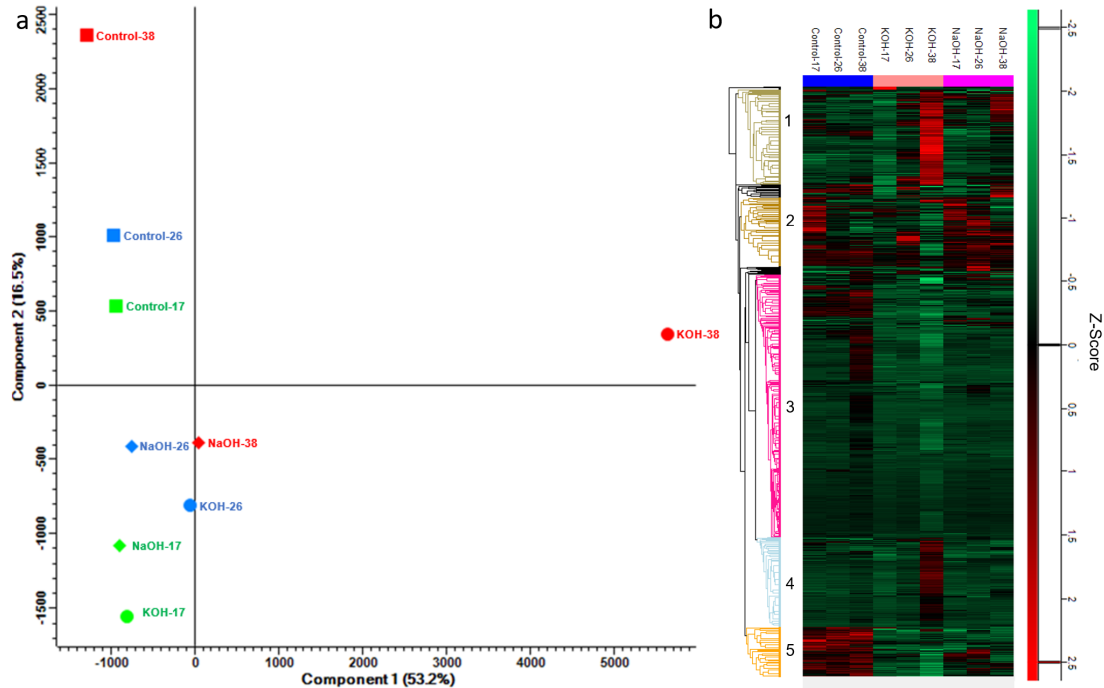 a
2500
2000
1500
1000
500
0
-500
-1000
-1500
Component 2 (16.5%)
Control-38
Control-26
Control-17
KOH-38
NaOH-26
NaOH-38
KOH-26
NaOH-17
KOH-17
-1000
0
1000
2000
3000
4000
5000
Component 1 (53.2%)
b
Control-17
Control-26
Control-38
KOH-17
KOH-26
KOH-38
NaOH-17
NaOH-26
NaOH-38
1
2
3
4
5
-2.5
-2
-1.5
-1
-0.5
0
0.5
1
1.5
2
2.5
Z-Score